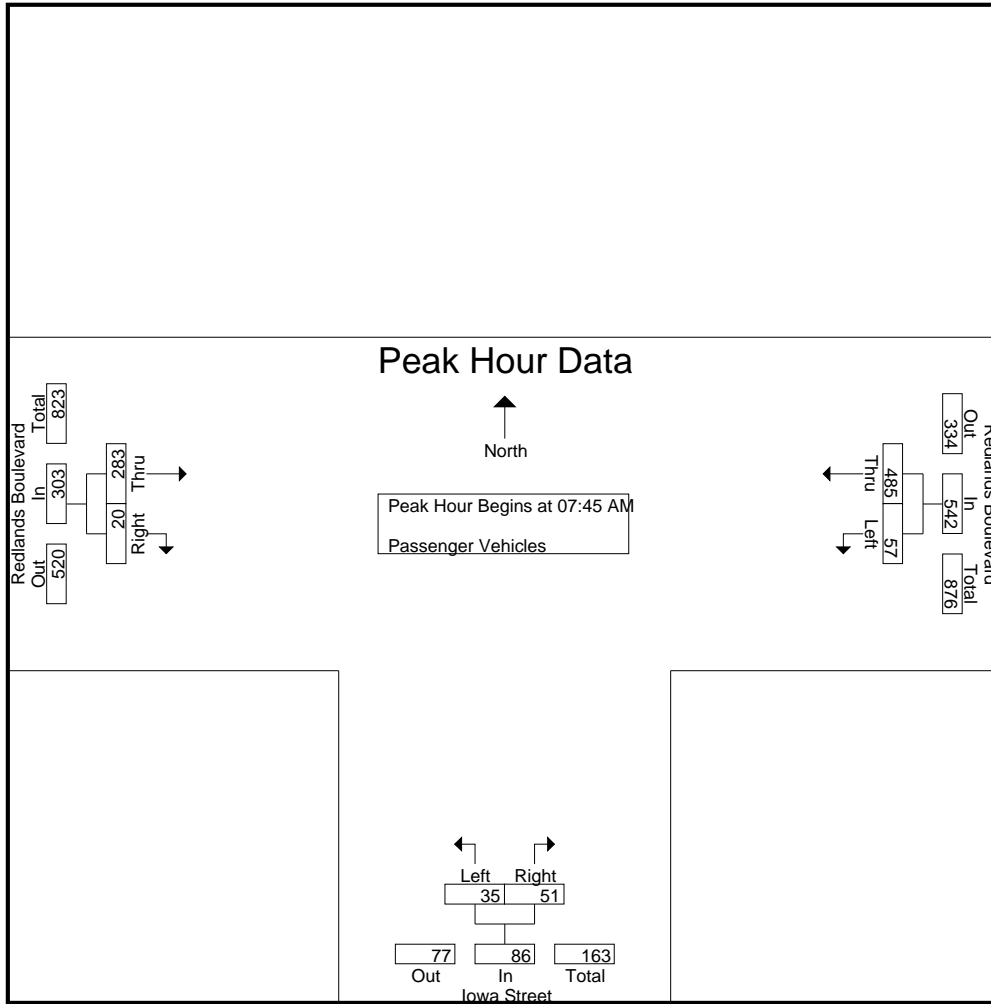 Peak Hour Data
North
Peak Hour Begins at 07:45 AM
Passenger Vehicles
Redlands Boulevard
Total
823
In
303
Out
520
283
Thru
20
Right
Redlands Boulevard
Out
334
In
542
Total
876
Thru
485
Left
57
Left
Right
35
51
77
86
163
Out
In
Total
Iowa Street